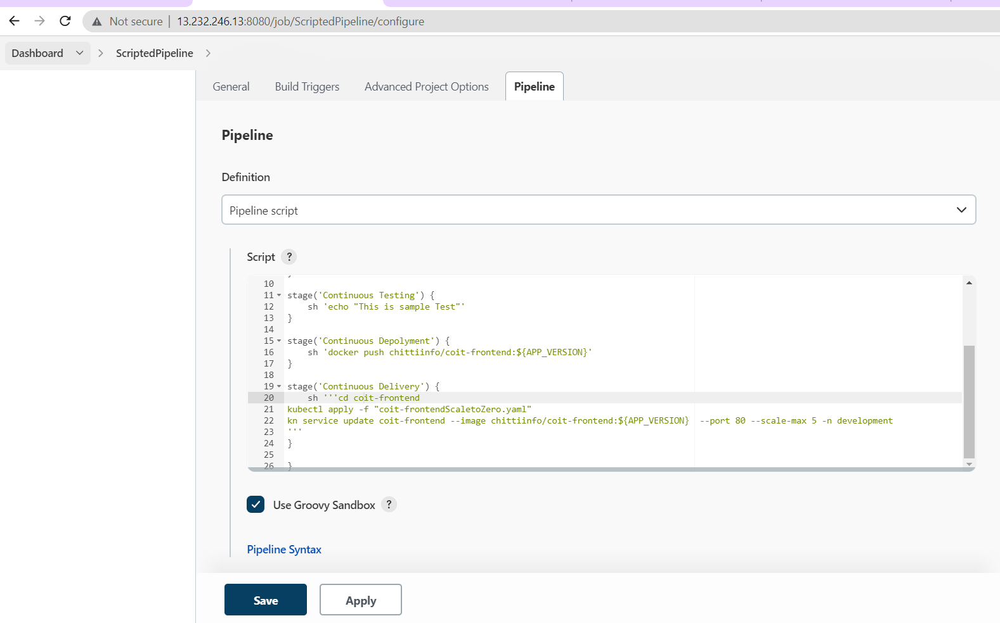 Not secure | 13.232.246.13:8080/job/ScriptedPipeline/configure
Dashboard ScriptedPipeline
General Build Triggers Advanced Project Options Pipeline
Pipeline
Definition
Pipeline script
Script ?
10
11 stage('Continuous Testing') {
12 sh 'echo "This is sample Test"'
13 }
14
15 stage('Continuous Depolyment') {
16 sh 'docker push chittiinfo/coit-frontend:${APP_VERSION}'
17 }
18
19 stage('Continuous Delivery') {
20 sh '''cd coit-frontend
21 kubectl apply -f "coit-frontendScaletoZero.yaml"
22 kn service update coit-frontend --image chittiinfo/coit-frontend:${APP_VERSION}  --port 80 --scale-max 5 -n development
23 '''
24 }
25
26 }
Use Groovy Sandbox ?
Pipeline Syntax
Save Apply